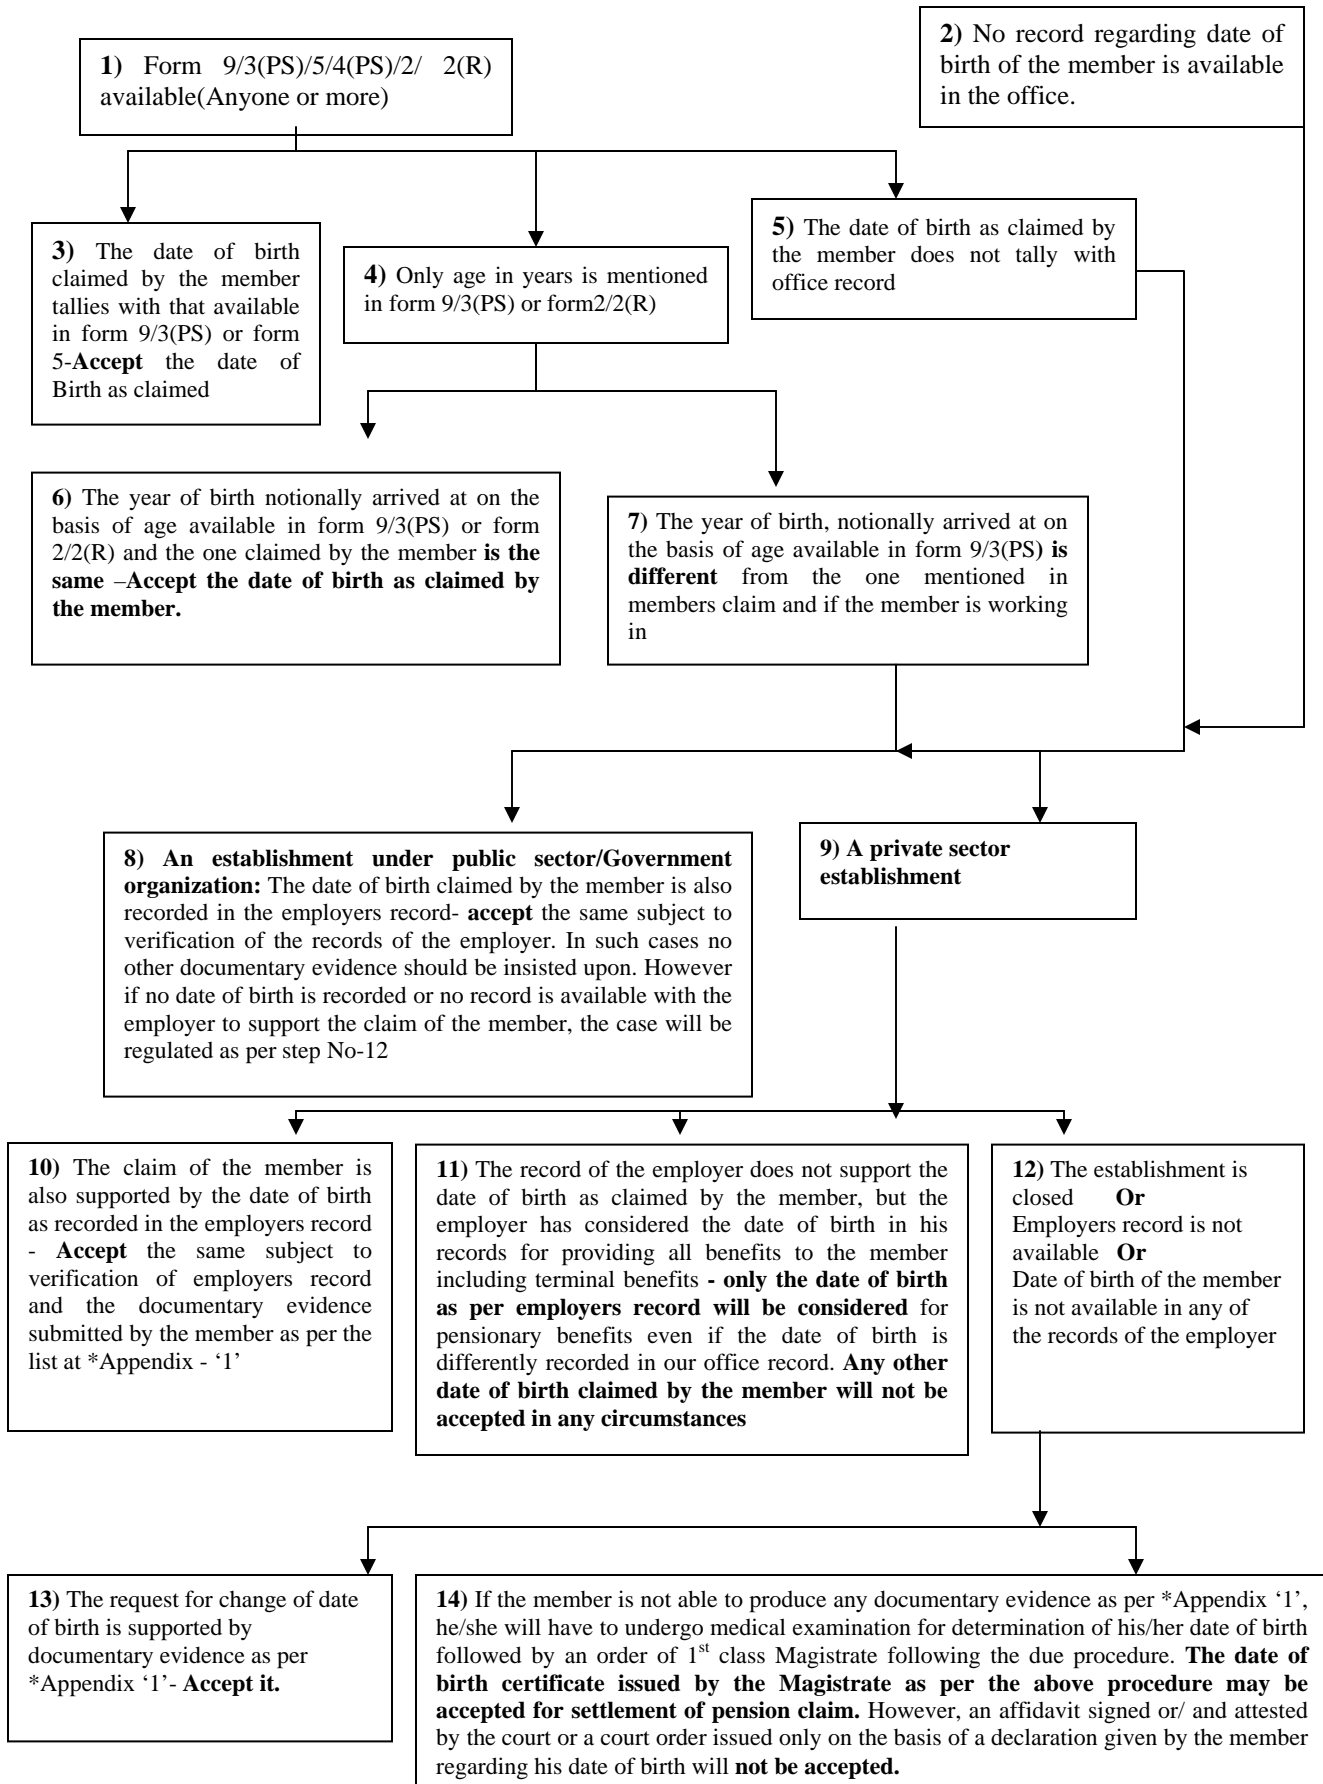 1) Form 9/3(PS)/5/4(PS)/2/ 2(R)
available(Anyone or more)
2) No record regarding date of
birth of the member is available
in the office.
3) The date of birth
claimed by the member
tallies with that available
in form 9/3(PS) or form
5-Accept the date of
Birth as claimed
4) Only age in years is mentioned
in form 9/3(PS) or form2/2(R)
5) The date of birth as claimed by
the member does not tally with
office record
6) The year of birth notionally arrived at on the
basis of age available in form 9/3(PS) or form
2/2(R) and the one claimed by the member is the
same –Accept the date of birth as claimed by
the member.
7) The year of birth, notionally arrived at on
the basis of age available in form 9/3(PS) is
different from the one mentioned in
members claim and if the member is working
in
8) An establishment under public sector/Government
organization: The date of birth claimed by the member is also
recorded in the employers record- accept the same subject to
verification of the records of the employer. In such cases no
other documentary evidence should be insisted upon. However
if no date of birth is recorded or no record is available with the
employer to support the claim of the member, the case will be
regulated as per step No-12
9) A private sector
establishment
10) The claim of the member is
also supported by the date of birth
as recorded in the employers record
- Accept the same subject to
verification of employers record
and the documentary evidence
submitted by the member as per the
list at *Appendix - ‘1’
11) The record of the employer does not support the
date of birth as claimed by the member, but the
employer has considered the date of birth in his
records for providing all benefits to the member
including terminal benefits - only the date of birth
as per employers record will be considered for
pensionary benefits even if the date of birth is
differently recorded in our office record. Any other
date of birth claimed by the member will not be
accepted in any circumstances
12) The establishment is
closed Or
Employers record is not
available Or
Date of birth of the member
is not available in any of
the records of the employer
13) The request for change of date
of birth is supported by
documentary evidence as per
*Appendix ‘1’- Accept it.
14) If the member is not able to produce any documentary evidence as per *Appendix ‘1’,
he/she will have to undergo medical examination for determination of his/her date of birth
followed by an order of 1st class Magistrate following the due procedure. The date of
birth certificate issued by the Magistrate as per the above procedure may be
accepted for settlement of pension claim. However, an affidavit signed or/ and attested
by the court or a court order issued only on the basis of a declaration given by the member
regarding his date of birth will not be accepted.